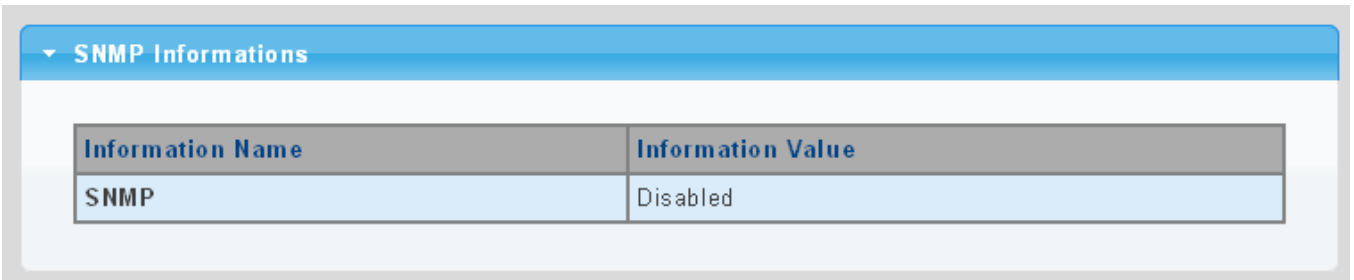 SNMP Informations
Information Name Information Value
SNMP Disabled